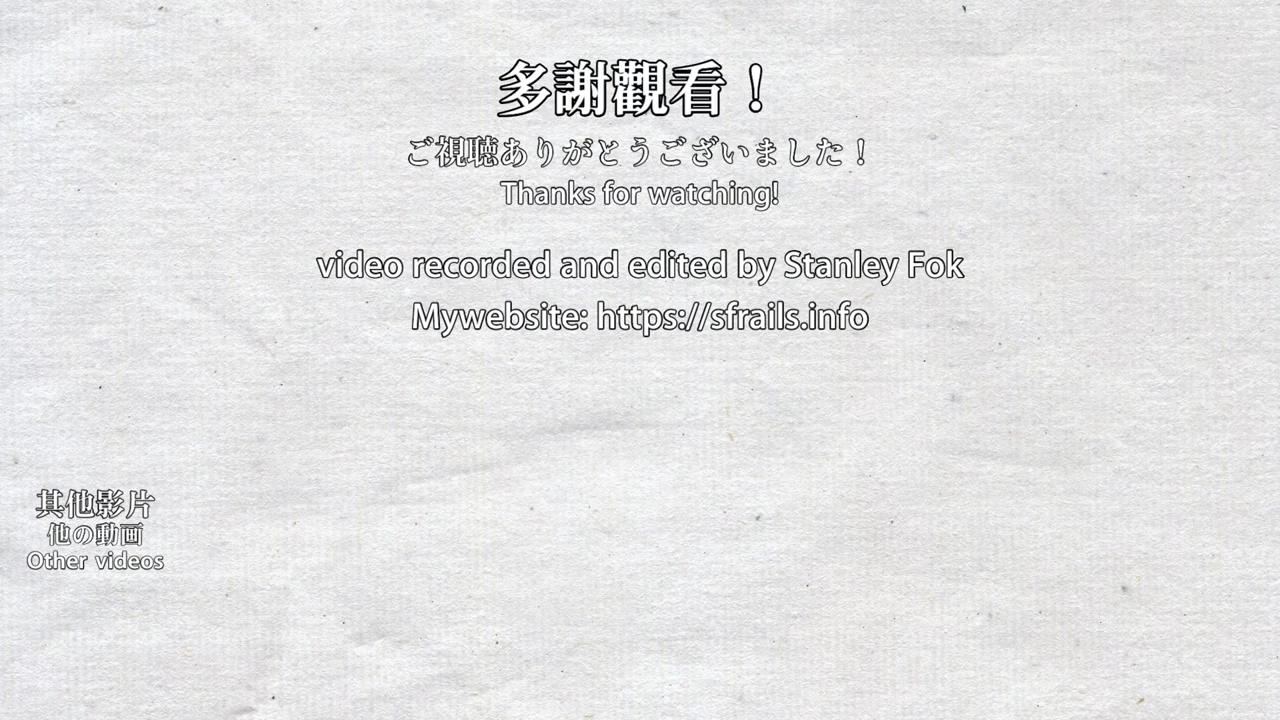 多謝觀看！
ご視聴ありがとうございました！
Thanks for watching!
video recorded and edited by Stanley Fok
Mywebsite: https://sfrails.info
其他影片
他の動画
Other videos